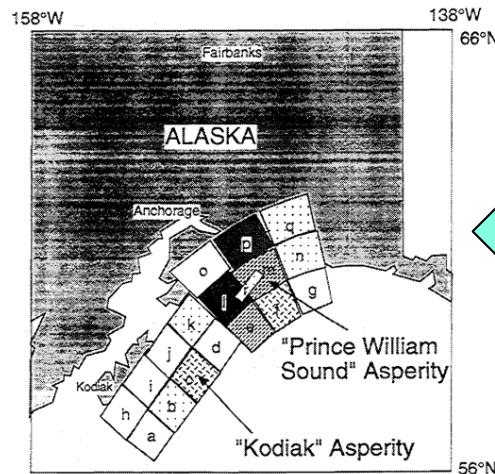 158°W 138°W
66°N
Fairbanks
ALASKA
Anchorage
p q
o n
l g
f
k e
d
j
"Prince William
Sound" Asperity
i c
Kodiak
h b
a
"Kodiak" Asperity
56°N